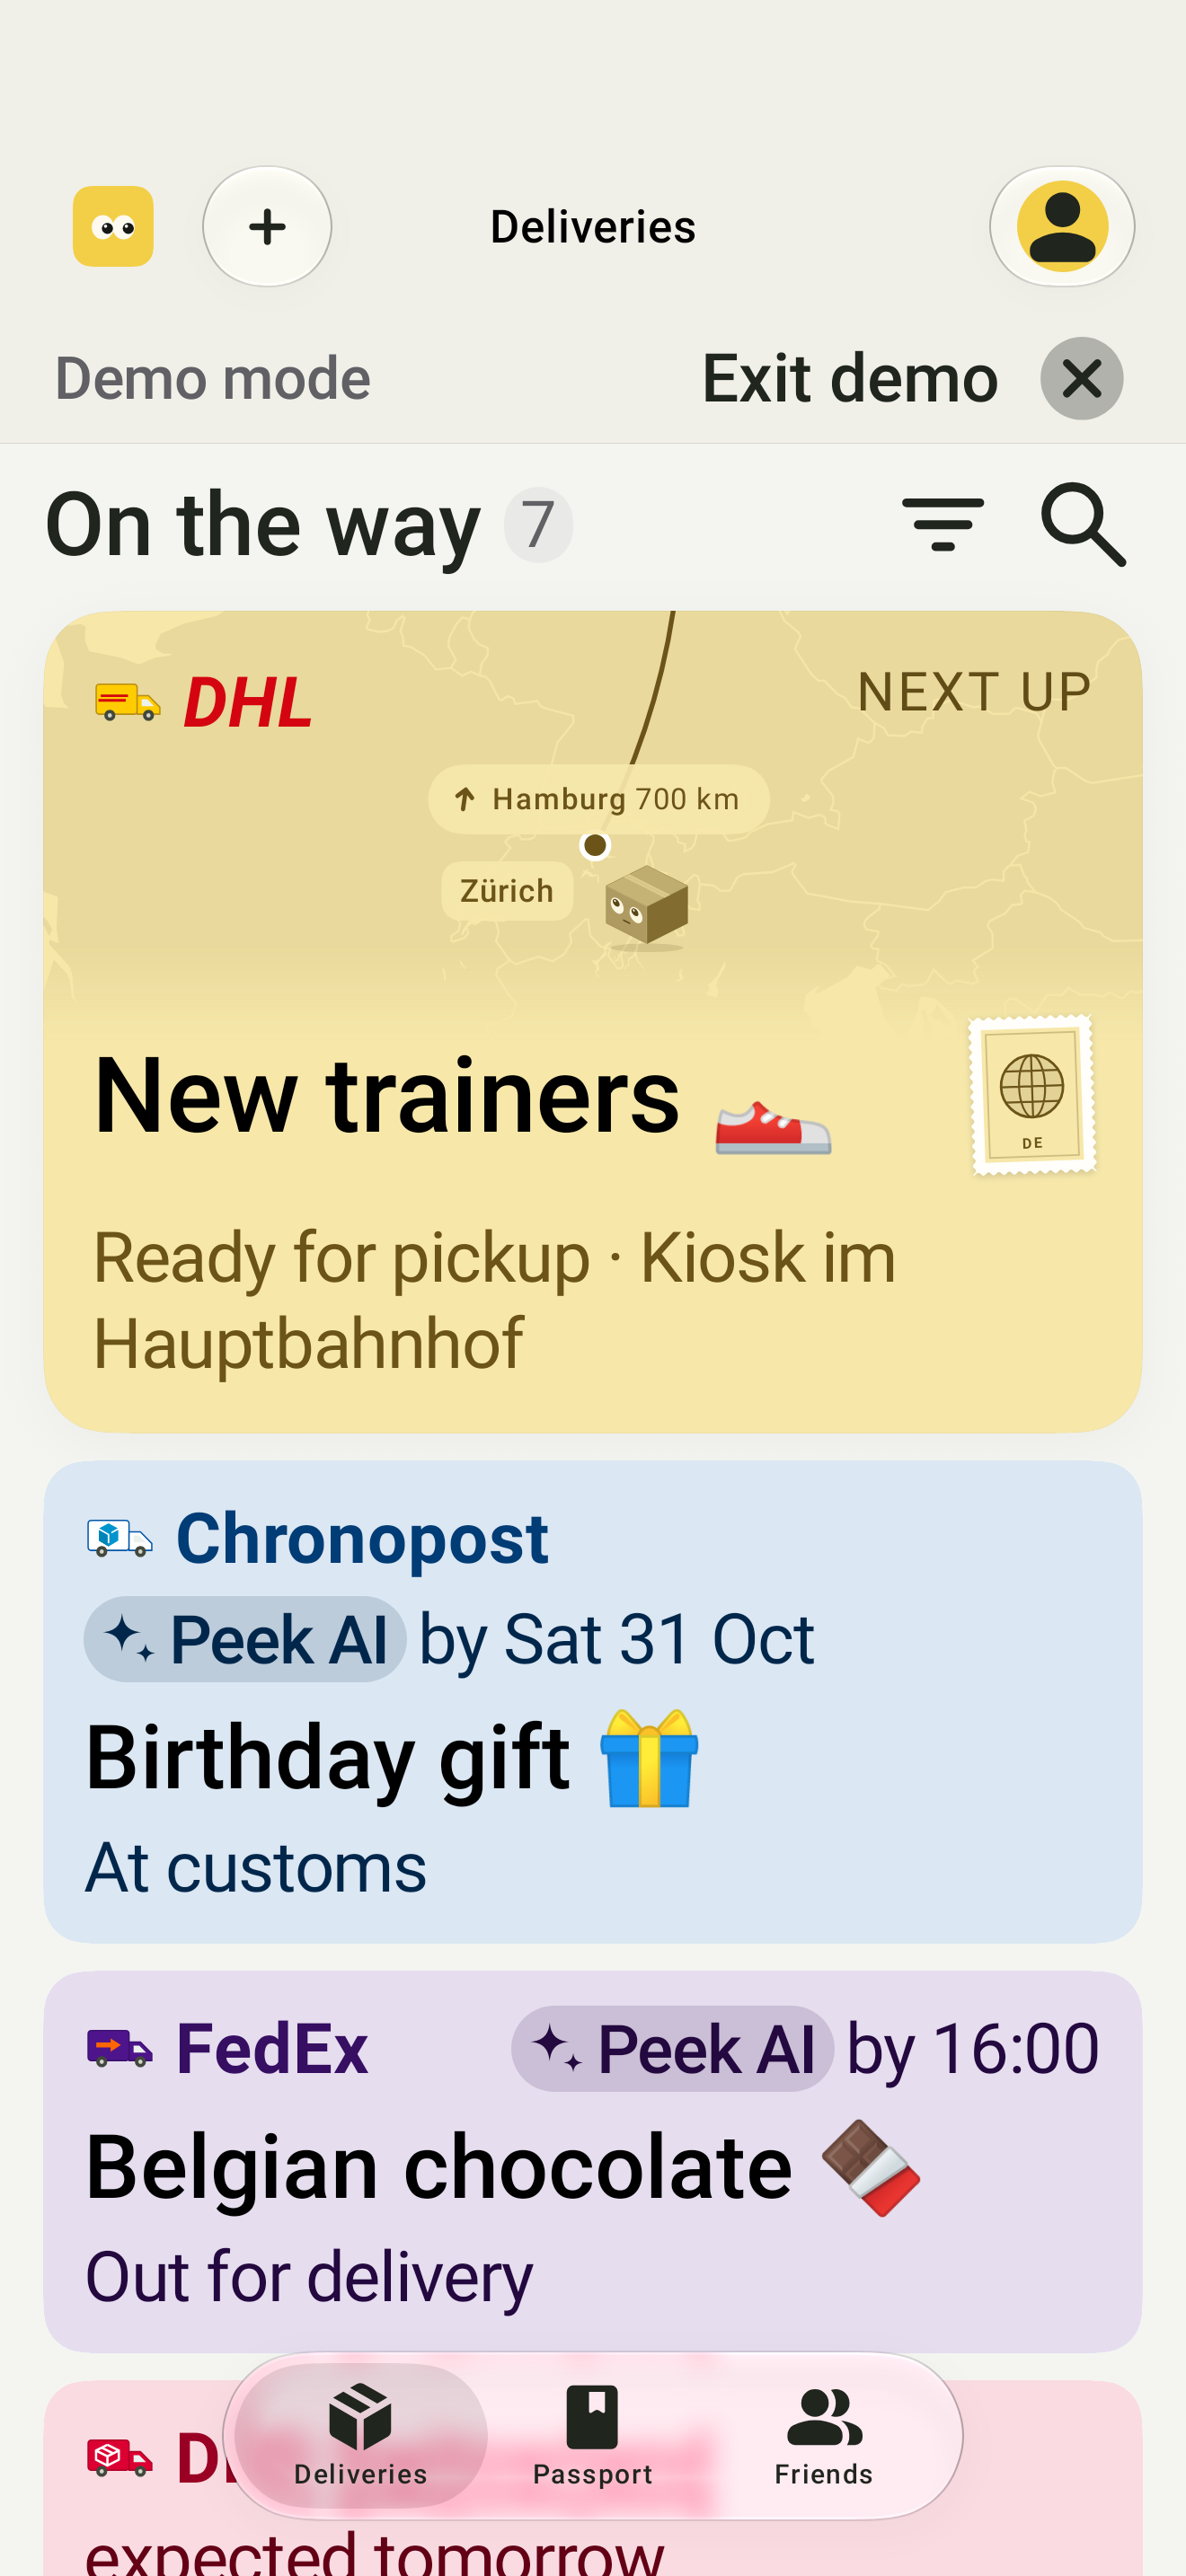 Deliveries
Demo mode
Exit demo
On the way 7
DHL
NEXT UP
Hamburg 700 km
Zürich
New trainers
DE
Ready for pickup · Kiosk im
Hauptbahnhof
Chronopost
Peek AI by Sat 31 Oct
Birthday gift
At customs
FedEx
Peek AI by 16:00
Belgian chocolate
Out for delivery
Deliveries
Passport
Friends
expected tomorrow